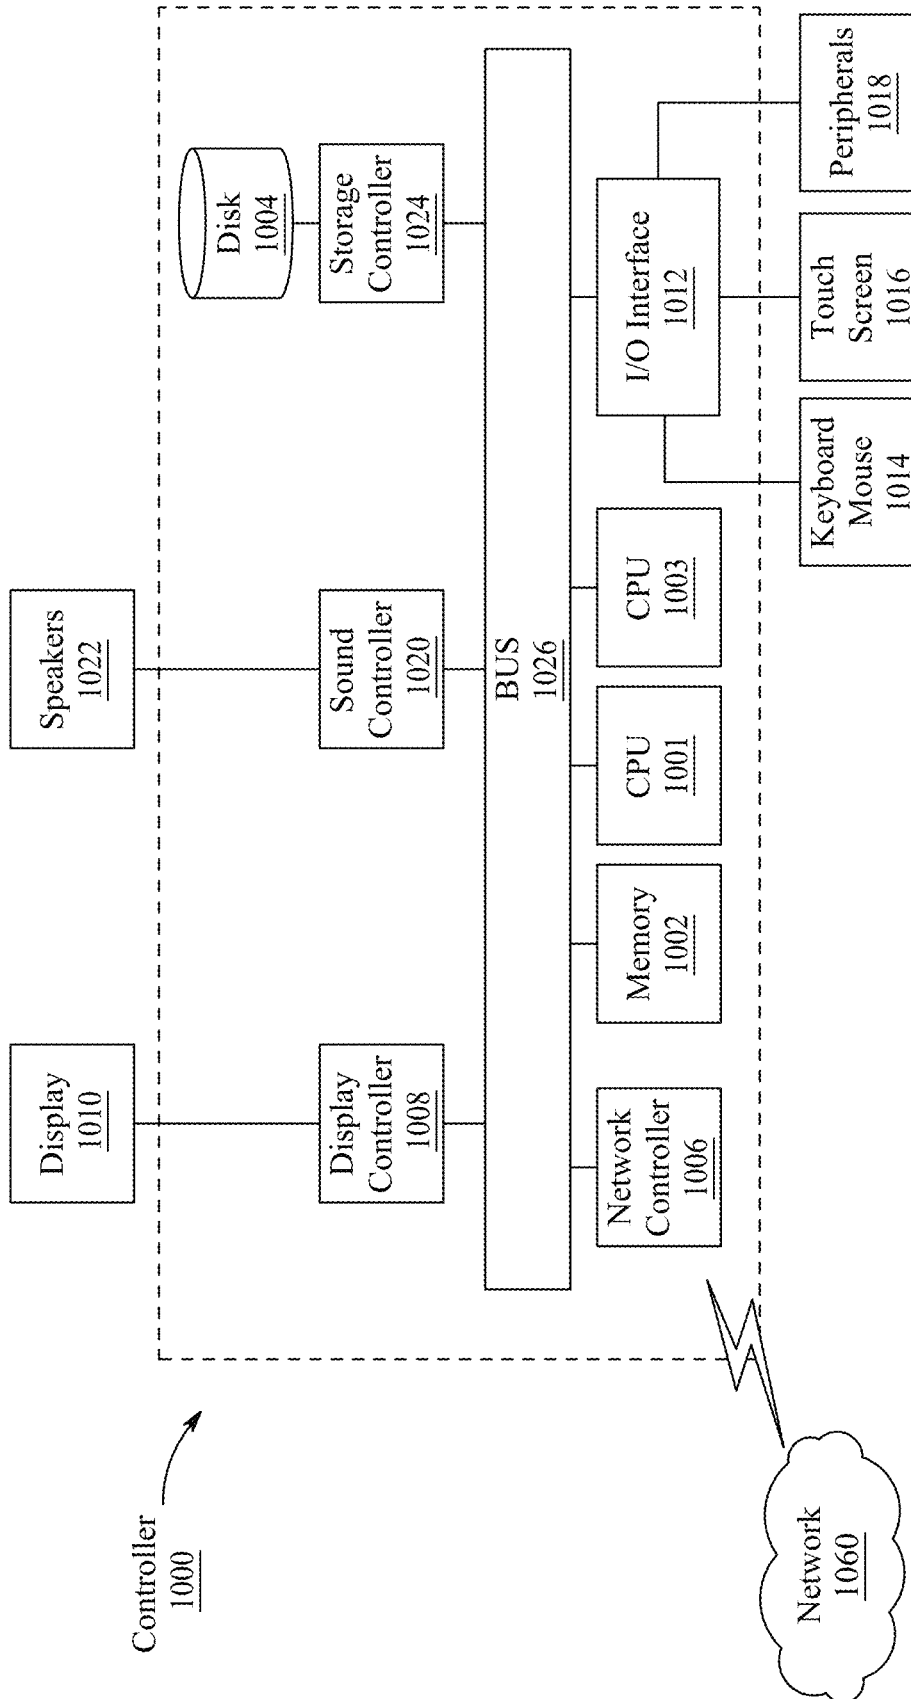 Controller
1000
Display
1010
Speakers
1022
Disk
1004
Display
Controller
1008
Sound
Controller
1020
Storage
Controller
1024
BUS
1026
Network
Controller
1006
Memory
1002
CPU
1001
CPU
1003
I/O Interface
1012
Network
1060
Keyboard
Mouse
1014
Touch
Screen
1016
Peripherals
1018